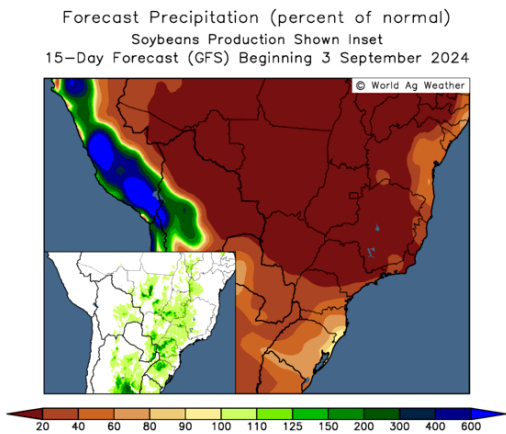 Forecast Precipitation (percent of normal)
Soybeans Production Shown Inset
15-Day Forecast (GFS) Beginning 3 September 2024
© World Ag Weather
20 40 60 80 90 100 110 125 150 200 300 400 600